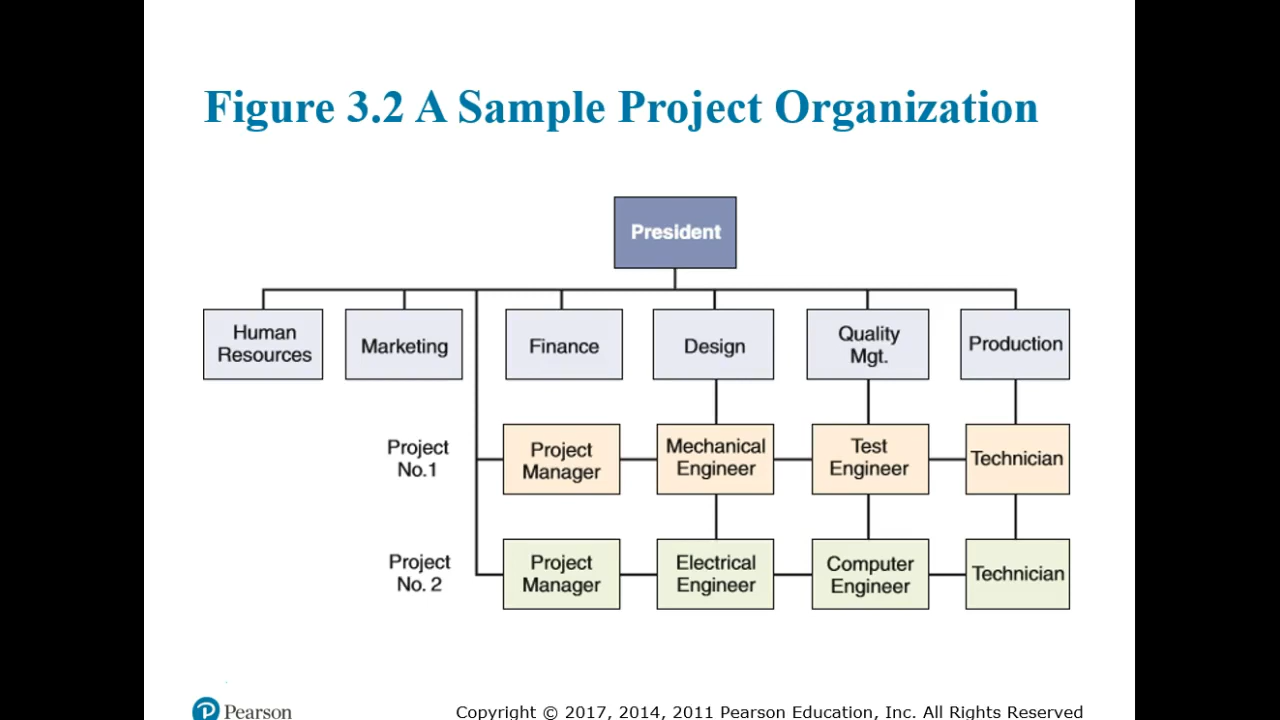 Figure 3.2 A Sample Project Organization
President
Human
Resources
Marketing
Finance
Design
Quality
Mgt.
Production
Project
No.1
Project
Manager
Mechanical
Engineer
Test
Engineer
Technician
Project
No. 2
Project
Manager
Electrical
Engineer
Computer
Engineer
Technician
Pearson
Copyright © 2017, 2014, 2011 Pearson Education, Inc. All Rights Reserved